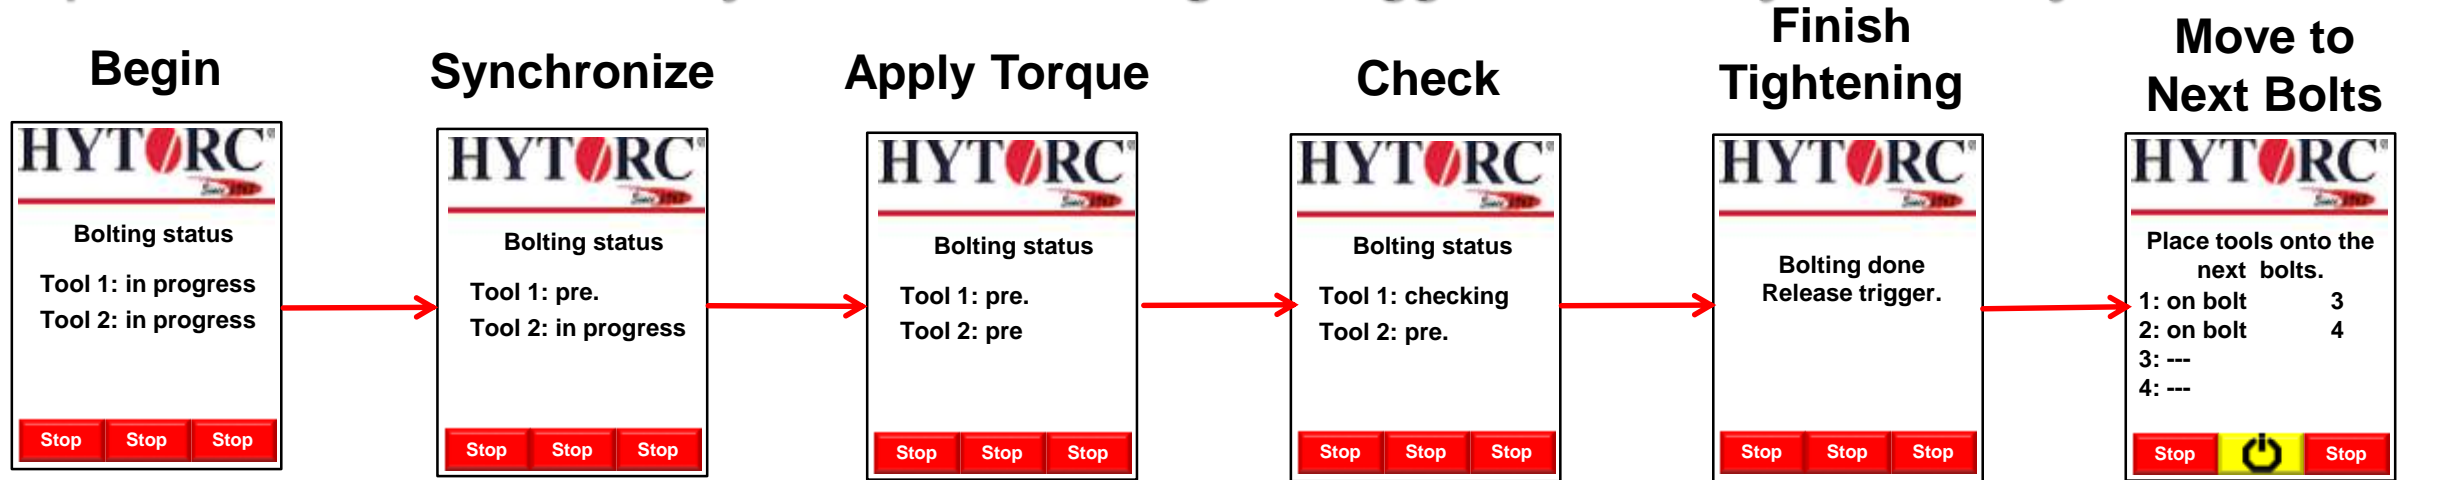 Begin
HYTORC®
Since 1968
Bolting status
Tool 1: in progress
Tool 2: in progress
Stop Stop Stop
Synchronize
HYTORC®
Bolting status
Tool 1: pre.
Tool 2: in progress
Stop Stop Stop
Apply Torque
HYTORC®
Bolting status
Tool 1: pre.
Tool 2: pre
Stop Stop Stop
Check
HYTORC®
Bolting status
Tool 1: checking
Tool 2: pre.
Stop Stop Stop
Finish
Tightening
HYTORC®
Bolting done
Release trigger.
Stop Stop Stop
Move to
Next Bolts
HYTORC®
Place tools onto the
next bolts.
1: on bolt 3
2: on bolt 4
3: ---
4: ---
Stop Stop